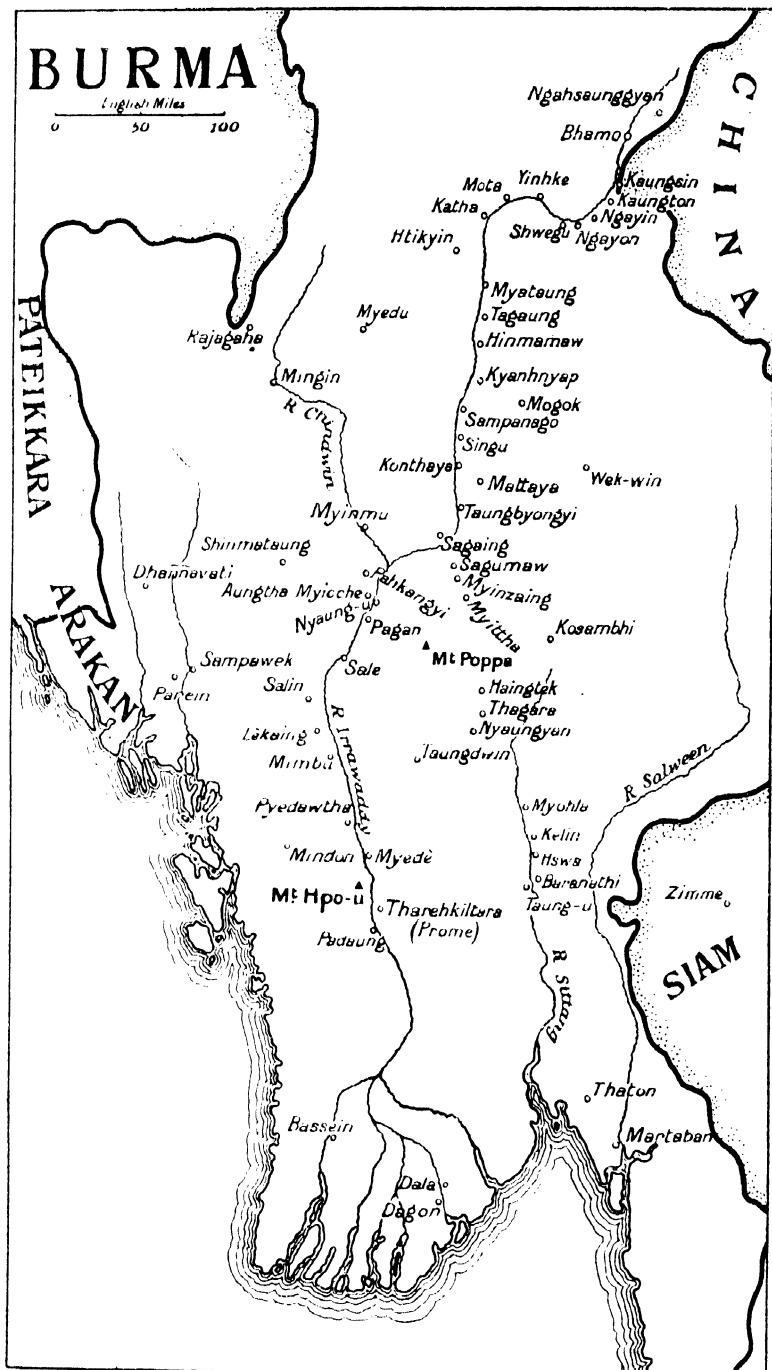 BURMA
English Miles
0 50 100
CHINA
Ngahsaunggyan
Bhamo
Kaungsin
Kaungton
Ngayin
Ngayon
Shwegu
Yinhke
Mota
Katha
Htikyin
Myataung
Tagaung
Hinmamaw
Kyanhnyap
Mogok
Sampanago
Singu
Konthaya
Mattaya
Wek-win
Taungbyongyi
Myedu
Rajagaha
Mingin
R Chindwin
PATEIKKARA
Myinmu
Sagaing
Sagumaw
Myinzaing
Myittha
Shinmataung
Dhannavati
Aungtha Myicche
Pahkangyi
Nyaung-u
Pagan
Kosambhi
Mt Poppa
ARAKAN
Sampawek
Parein
Sale
Salin
Haingtek
Thagara
Nyaungyan
Lekaing
Minbu
R Irrawaddy
Taungdwin
R Salween
Pyedawtha
Myohla
Kelin
Hswa
Baranathi
Taung-u
Mindon
Myedè
Mt Hpo-u
Tharehkittara
(Prome)
Padaung
Zimme
SIAM
R Sittang
Thaton
Martaban
Bassein
Dala
Dagon